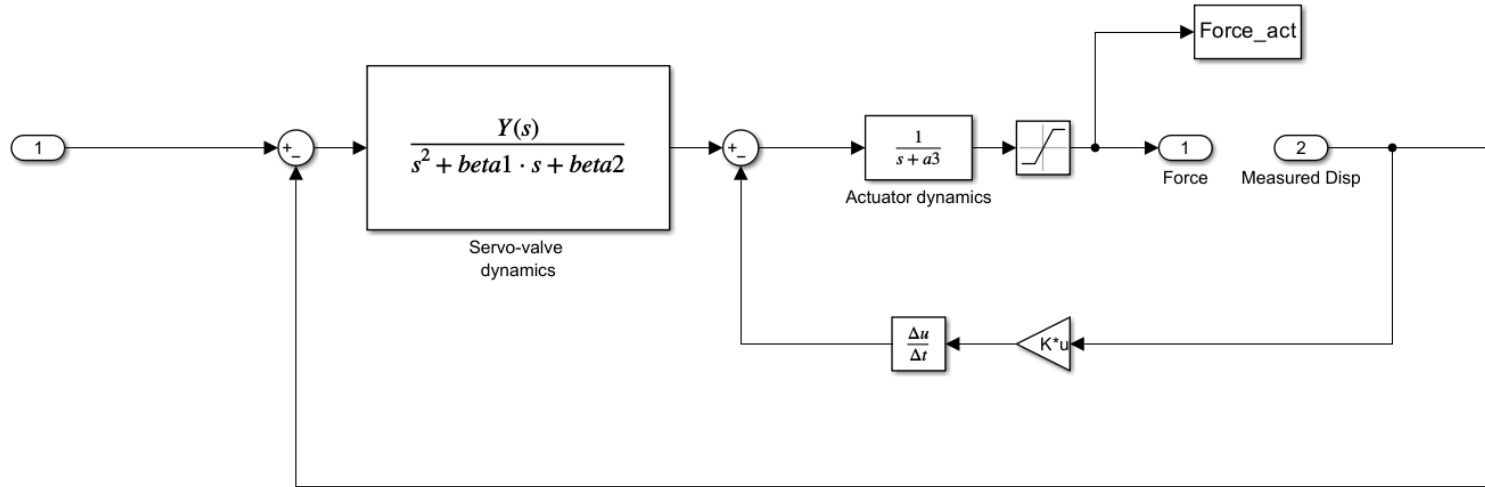 Force_act
1
+
−
Y(s)
s² + beta1 · s + beta2
Servo-valve
dynamics
+
−
1
s + a3
Actuator dynamics
1
Force
2
Measured Disp
Δu
Δt
K*u